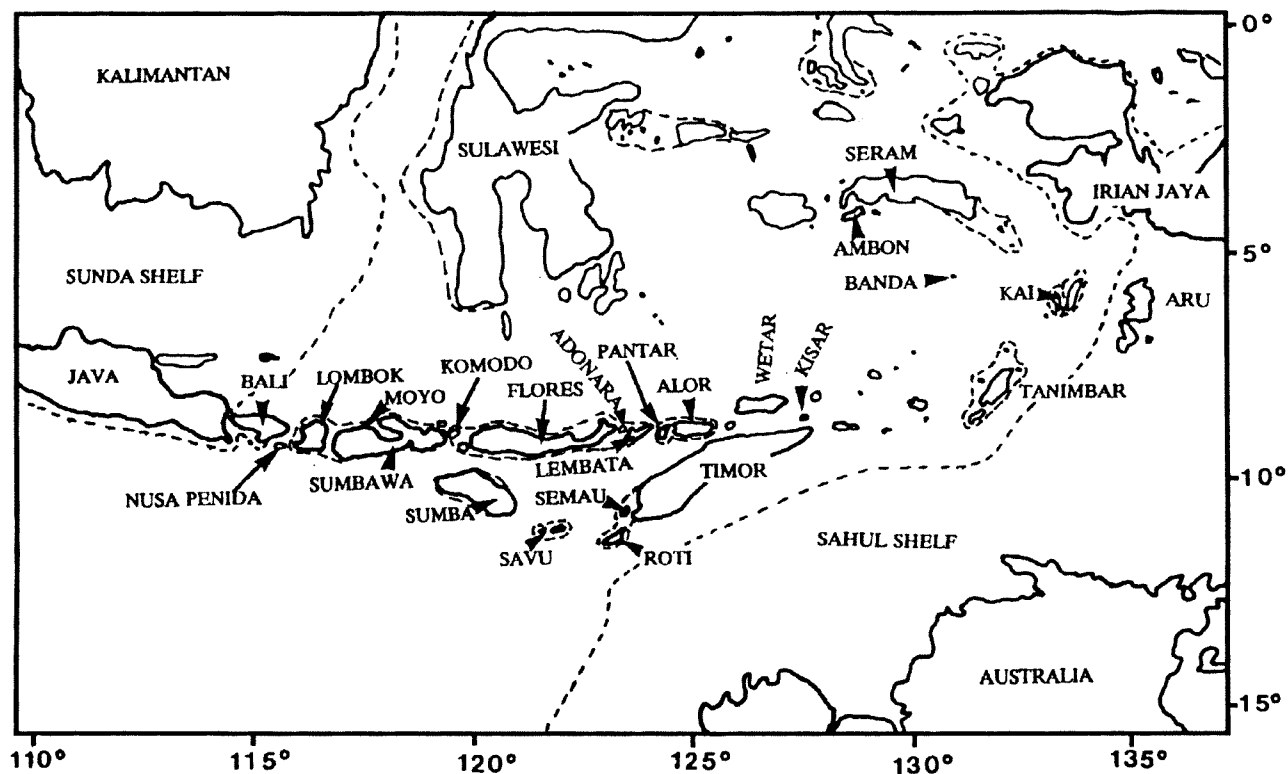 0°
KALIMANTAN
SULAWESI
SERAM
IRIAN JAYA
AMBON
5°
SUNDA SHELF
BANDA
KAI
ARU
WETAR
KISAR
ADONARA
PANTAR
KOMODO
JAVA
BALI
LOMBOK
MOYO
FLORES
ALOR
TANIMBAR
LEMBATA
TIMOR
10°
NUSA PENIDA
SUMBAWA
SUMBA
SEMAU
SAVU
ROTI
SAHUL SHELF
AUSTRALIA
15°
110°
115°
120°
125°
130°
135°